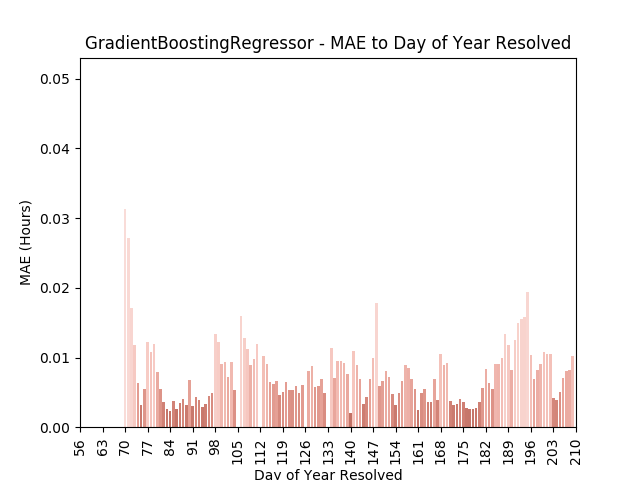 GradientBoostingRegressor - MAE to Day of Year Resolved
0.05
0.04
0.03
0.02
0.01
0.00
MAE (Hours)
56 63 70 77 84 91 98 105 112 119 126 133 140 147 154 161 168 175 182 189 196 203 210
Day of Year Resolved